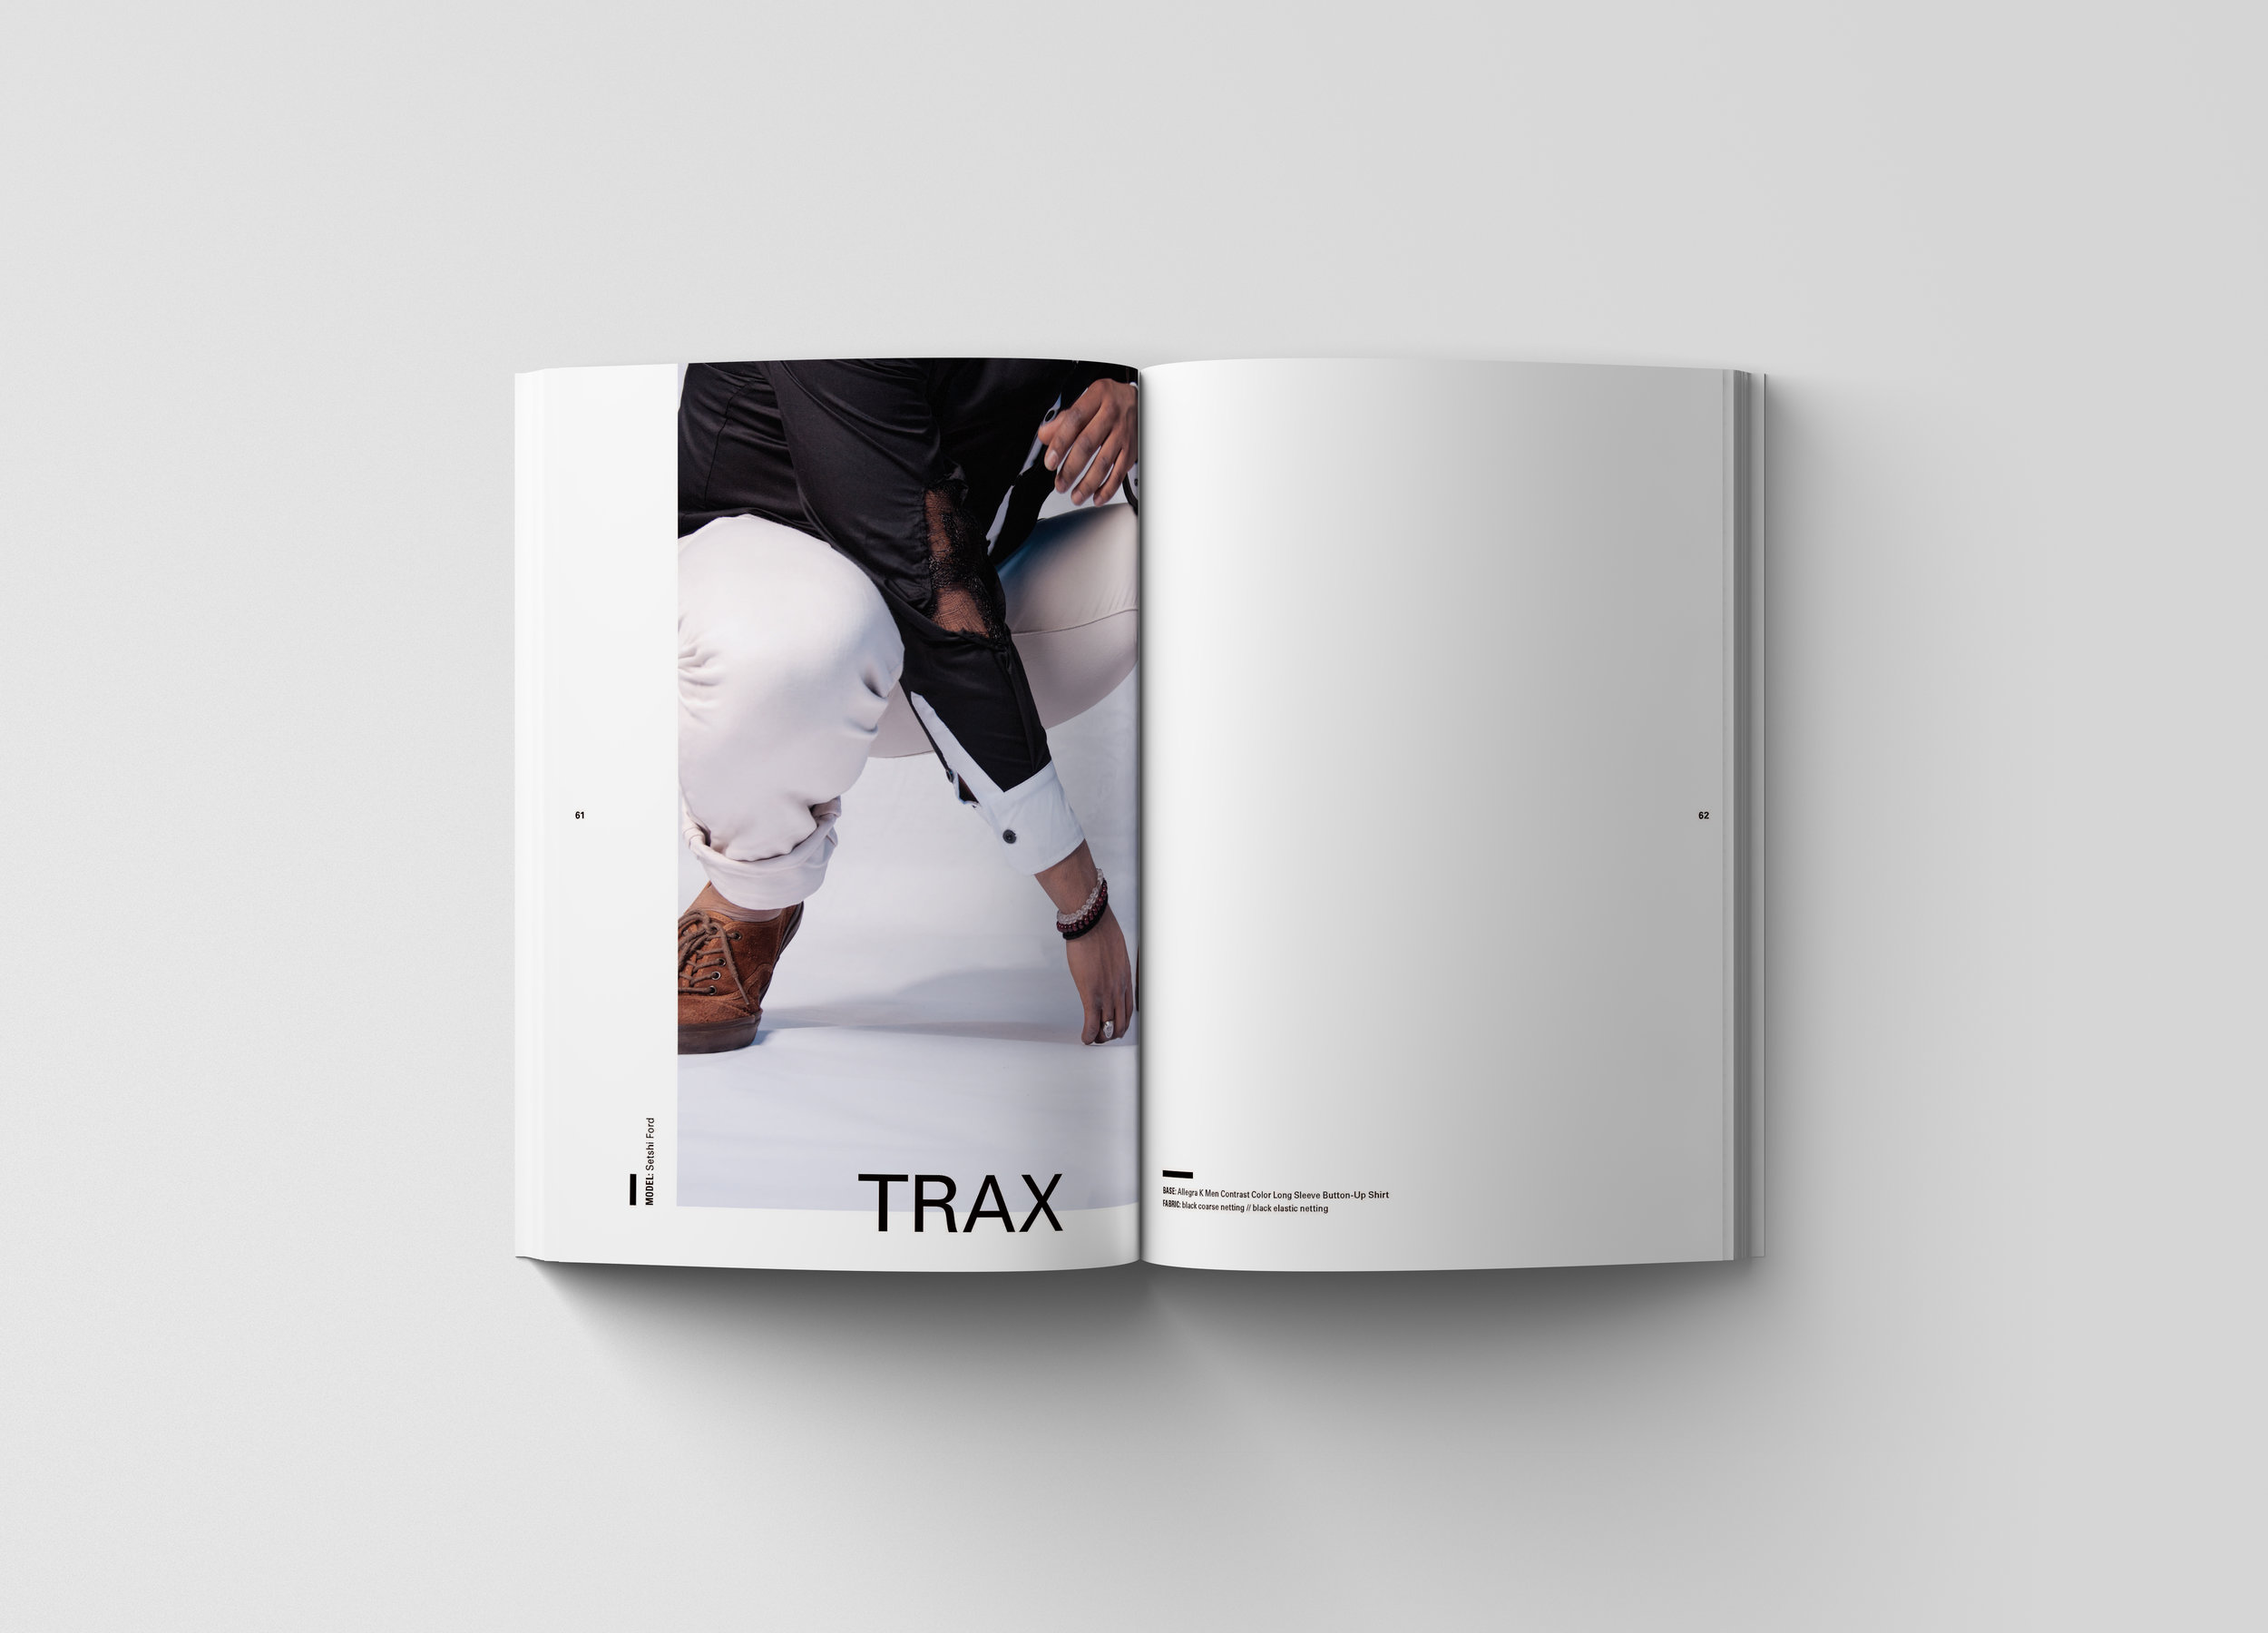 61
MODEL: Setshi Ford
TRAX
BASE: Allegra K Men Contrast Color Long Sleeve Button-Up Shirt
FABRIC: black coarse netting // black elastic netting
62